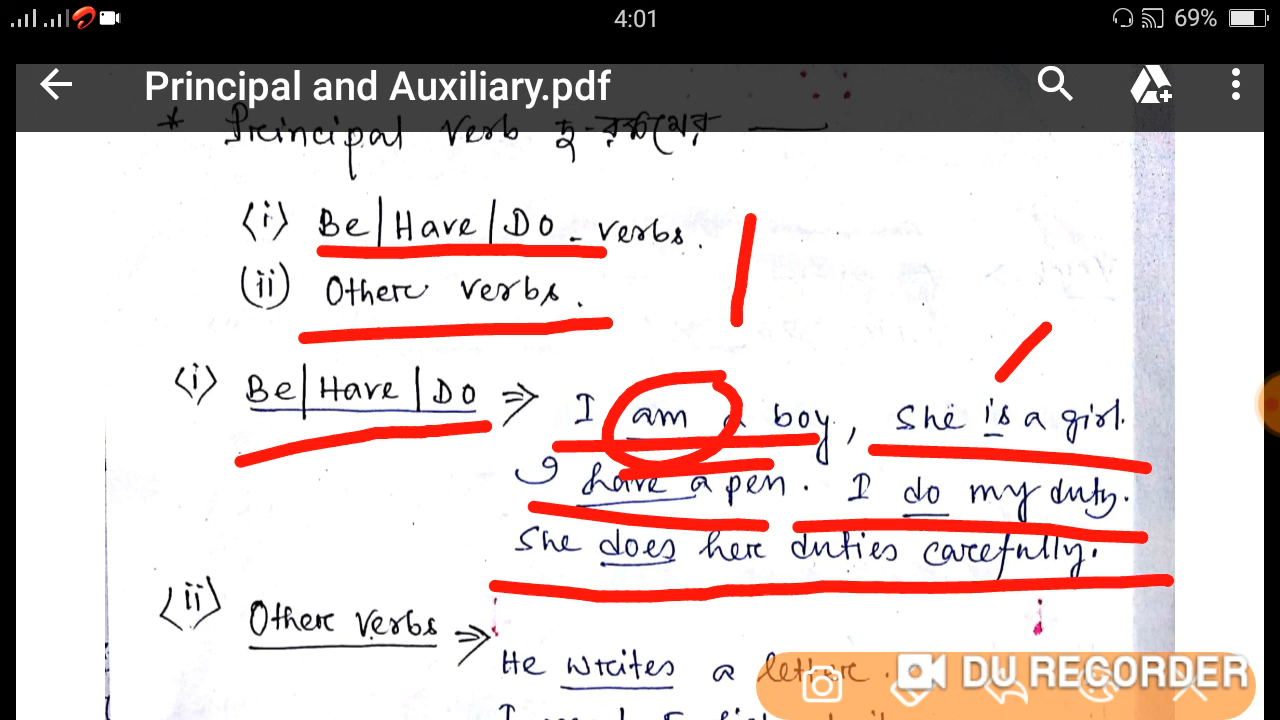 4:01 69%
Principal and Auxiliary.pdf
* Principal verb দু-রকমের
(i) Be | Have | Do - verbs.
(ii) Other verbs.
(i) Be | Have | Do ⇒ I am a boy, She is a girl.
I have a pen. I do my duty.
She does her duties carefully.
(ii) Other verbs ⇒
He writes a letter.
DU RECORDER